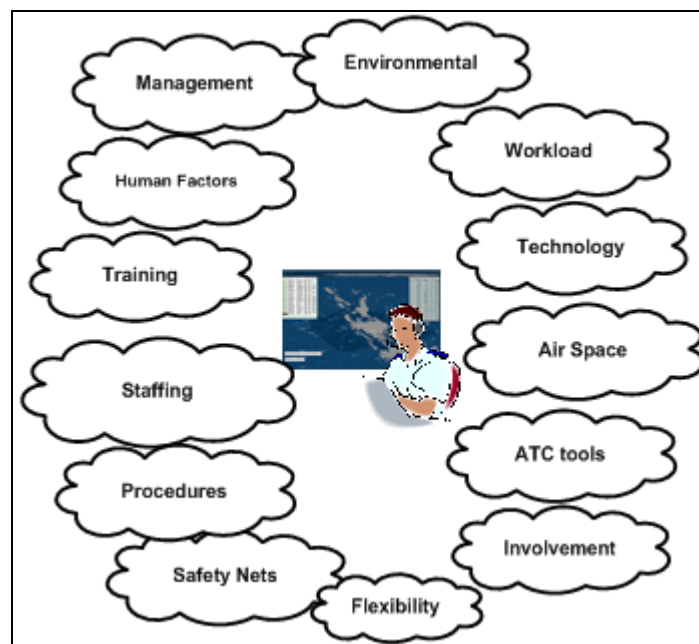 Environmental
Management
Workload
Human Factors
Technology
Training
Air Space
Staffing
ATC tools
Procedures
Involvement
Safety Nets
Flexibility